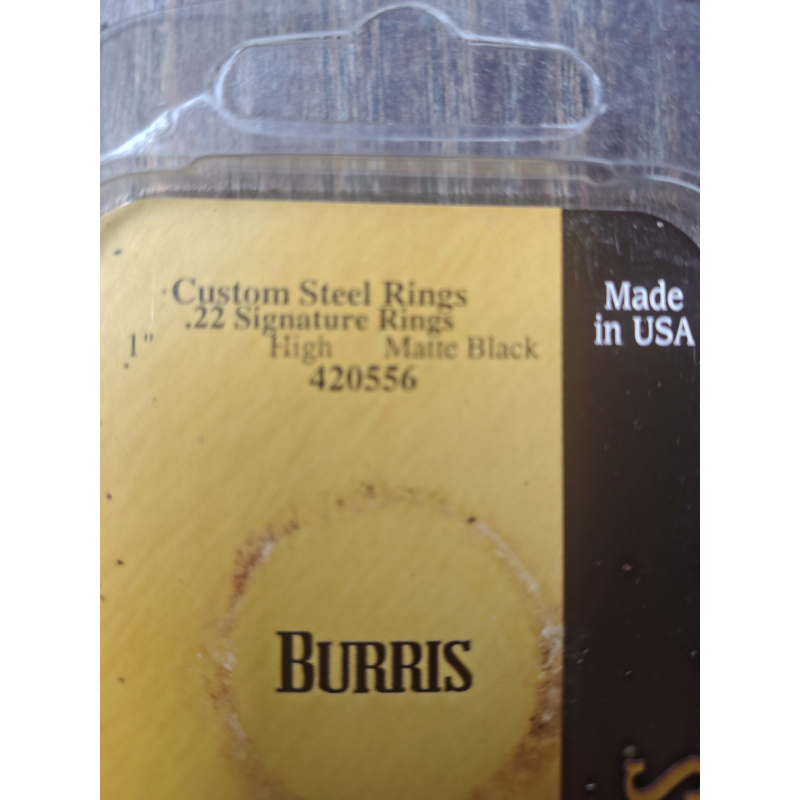 Custom Steel Rings
.22 Signature Rings
1" High Matte Black
420556
Made
in USA
BURRIS